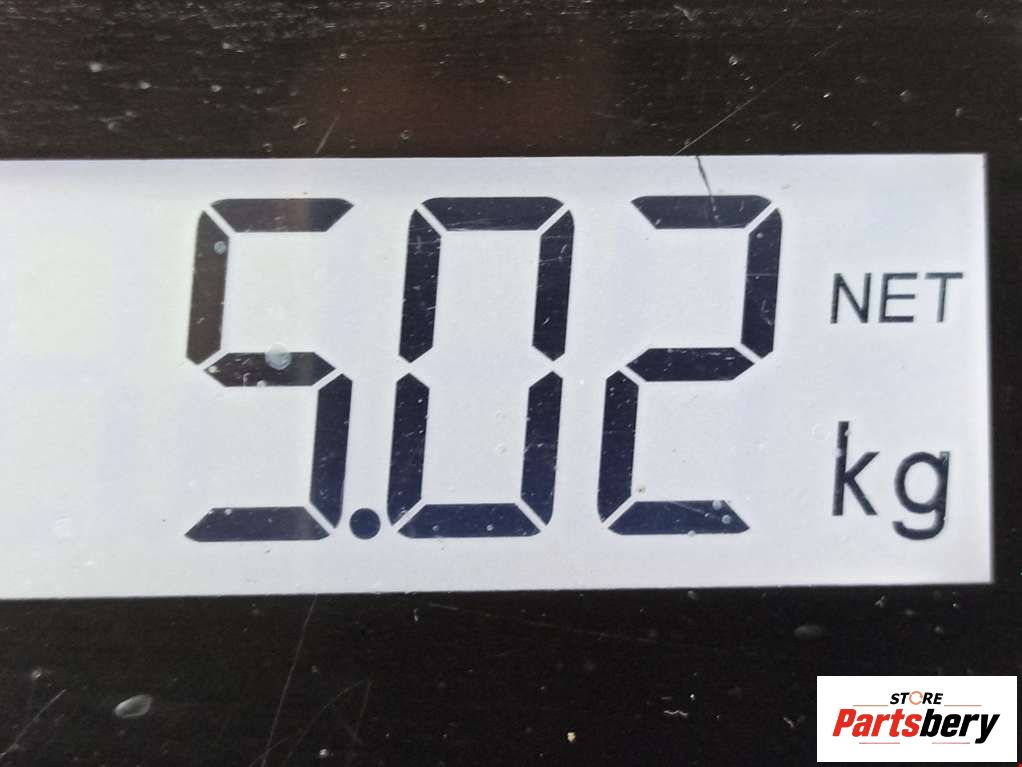 5.02
NET
kg
STORE
Partsbery